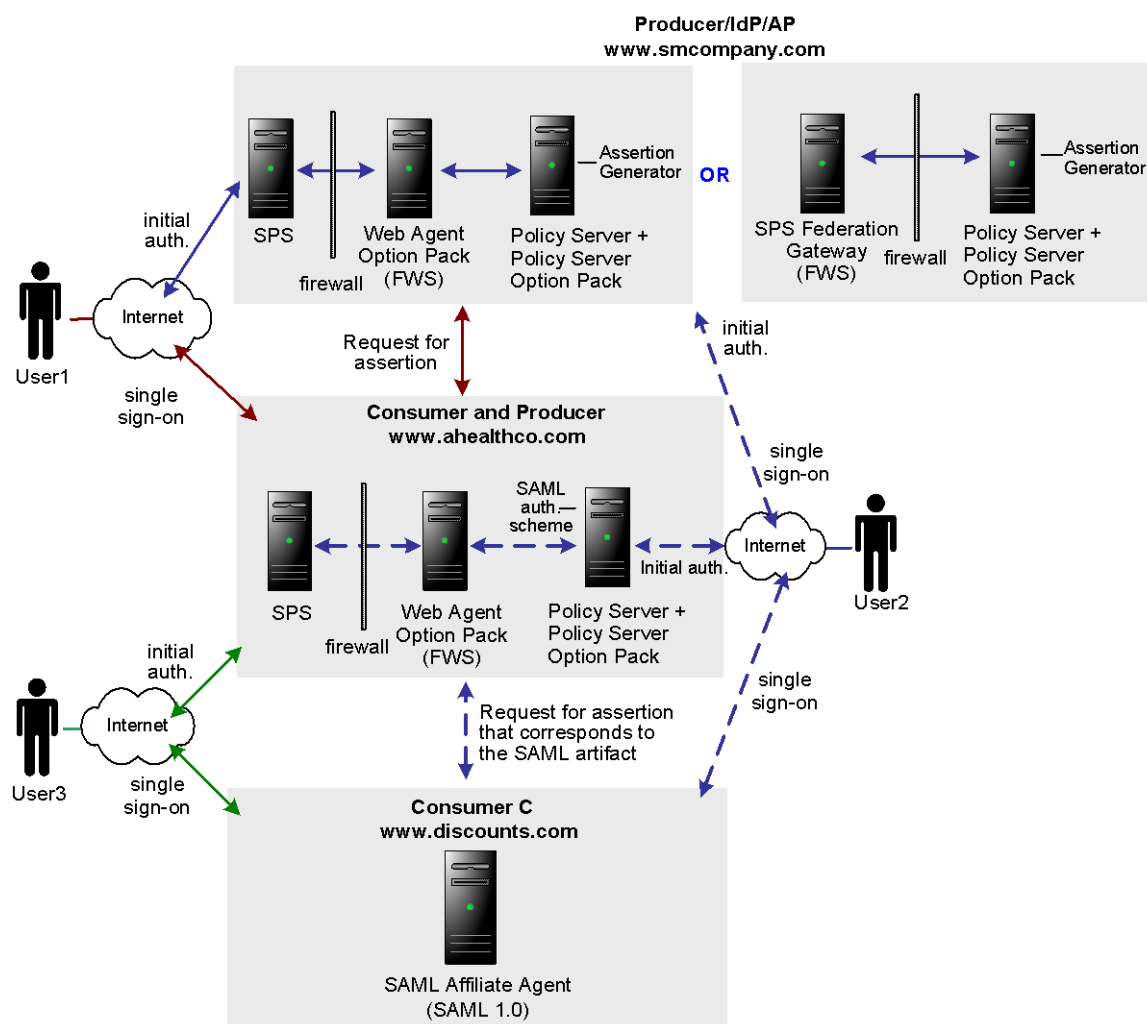 Producer/IdP/AP
www.smcompany.com
SPS
firewall
Web Agent
Option Pack
(FWS)
Policy Server +
Policy Server
Option Pack
Assertion
Generator
OR
SPS Federation
Gateway
(FWS)
firewall
Policy Server +
Policy Server
Option Pack
Assertion
Generator
initial
auth.
Internet
User1
single
sign-on
Request for
assertion
initial
auth.
single
sign-on
Consumer and Producer
www.ahealthco.com
SPS
firewall
Web Agent
Option Pack
(FWS)
SAML
auth.
scheme
Policy Server +
Policy Server
Option Pack
Initial auth.
Internet
User2
single
sign-on
initial
auth.
Internet
User3
single
sign-on
Request for assertion
that corresponds to
the SAML artifact
Consumer C
www.discounts.com
SAML Affiliate Agent
(SAML 1.0)